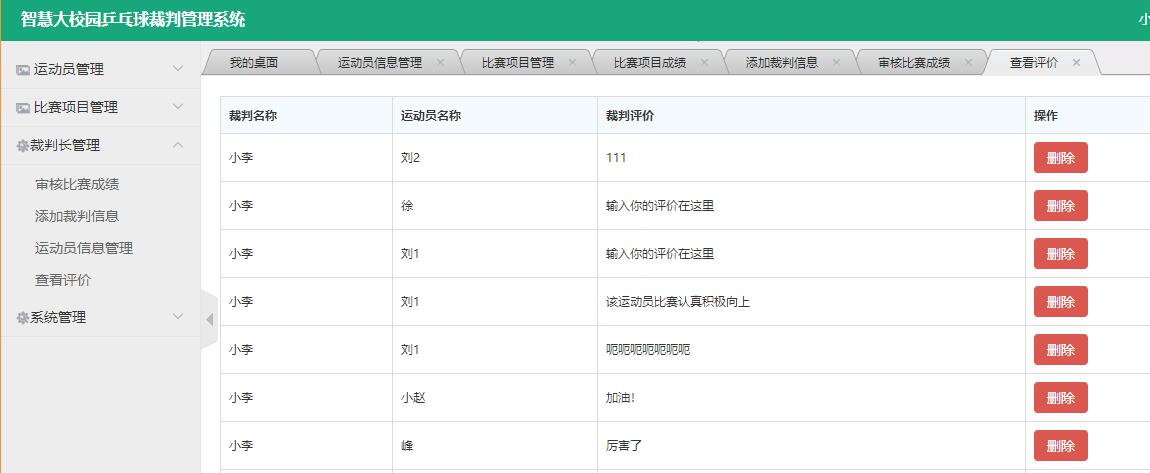 智慧大校园乒乓球裁判管理系统
小
运动员管理
比赛项目管理
裁判长管理
审核比赛成绩
添加裁判信息
运动员信息管理
查看评价
系统管理
我的桌面 运动员信息管理 比赛项目管理 比赛项目成绩 添加裁判信息 审核比赛成绩 查看评价
裁判名称 运动员名称 裁判评价 操作
小李 刘2 111 删除
小李 徐 输入你的评价在这里 删除
小李 刘1 输入你的评价在这里 删除
小李 刘1 该运动员比赛认真积极向上 删除
小李 刘1 呃呃呃呃呃呃呃 删除
小李 小赵 加油! 删除
小李 峰 厉害了 删除